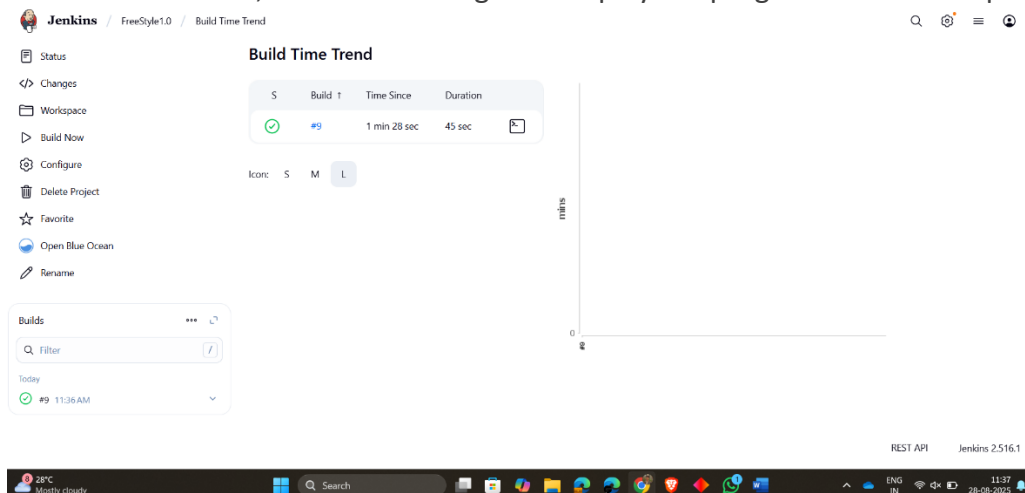 Jenkins / FreeStyle1.0 / Build Time Trend
Status
Changes
Workspace
Build Now
Configure
Delete Project
Favorite
Open Blue Ocean
Rename
Builds
Filter /
Today
#9 11:36 AM
Build Time Trend
S Build ↑ Time Since Duration
#9 1 min 28 sec 45 sec
Icon: S M L
mins
0
#9
REST API Jenkins 2.516.1
28°C
Mostly cloudy
Search
ENG
IN
11:37
28-08-2025